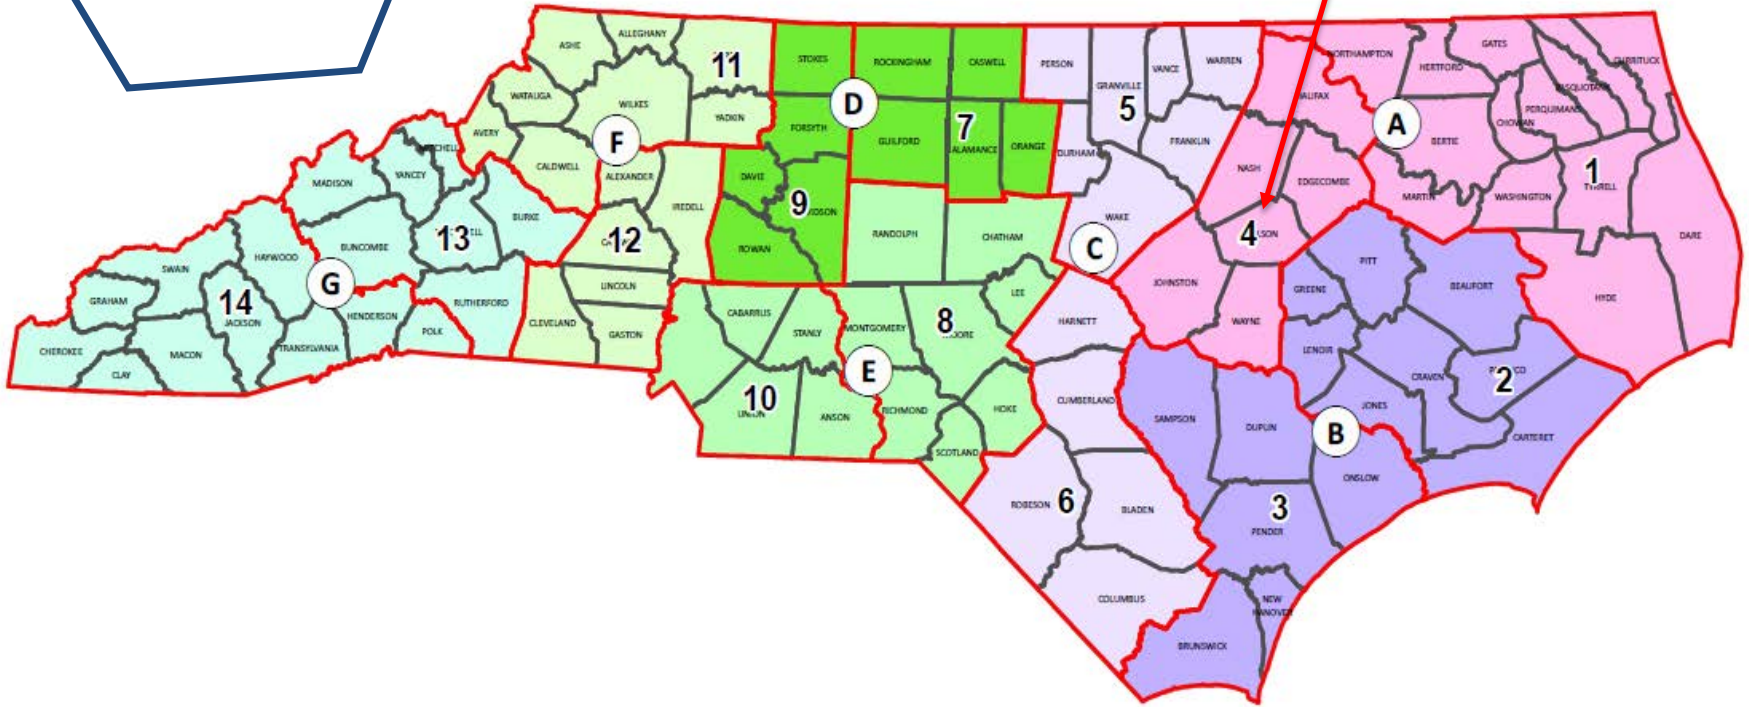 ASHE
ALLEGHANY
11
STOKES
ROCKINGHAM
CASWELL
PERSON
GRANVILLE
VANCE
WARREN
NORTHAMPTON
GATES
HERTFORD
WATAUGA
WILKES
YADKIN
D
5
A
PERQUIMANS
CHOWAN
AVERY
F
FORSYTH
7
GUILFORD
ALAMANCE
ORANGE
DURHAM
FRANKLIN
BERTIE
CALDWELL
ALEXANDER
DAVIE
NASH
EDGECOMBE
1
MADISON
YANCEY
BURKE
IREDELL
9
MARTIN
WASHINGTON
WAKE
12
13
ROWAN
RANDOLPH
CHATHAM
C
4
DARE
BUNCOMBE
HAYWOOD
SWAIN
G
14
JACKSON
GRAHAM
HENDERSON
RUTHERFORD
POLK
LINCOLN
CLEVELAND
GASTON
LEE
JOHNSTON
PITT
GREENE
BEAUFORT
HYDE
CABARRUS
STANLY
MONTGOMERY
8
HARNETT
WAYNE
CHEROKEE
MACON
CLAY
TRANSYLVANIA
LENOIR
CRAVEN
2
E
10
ANSON
RICHMOND
HOKE
CUMBERLAND
SAMPSON
DUPLIN
JONES
B
CARTERET
SCOTLAND
ONSLOW
ROBESON
6
BLADEN
3
PENDER
COLUMBUS
NEW
HANOVER
BRUNSWICK